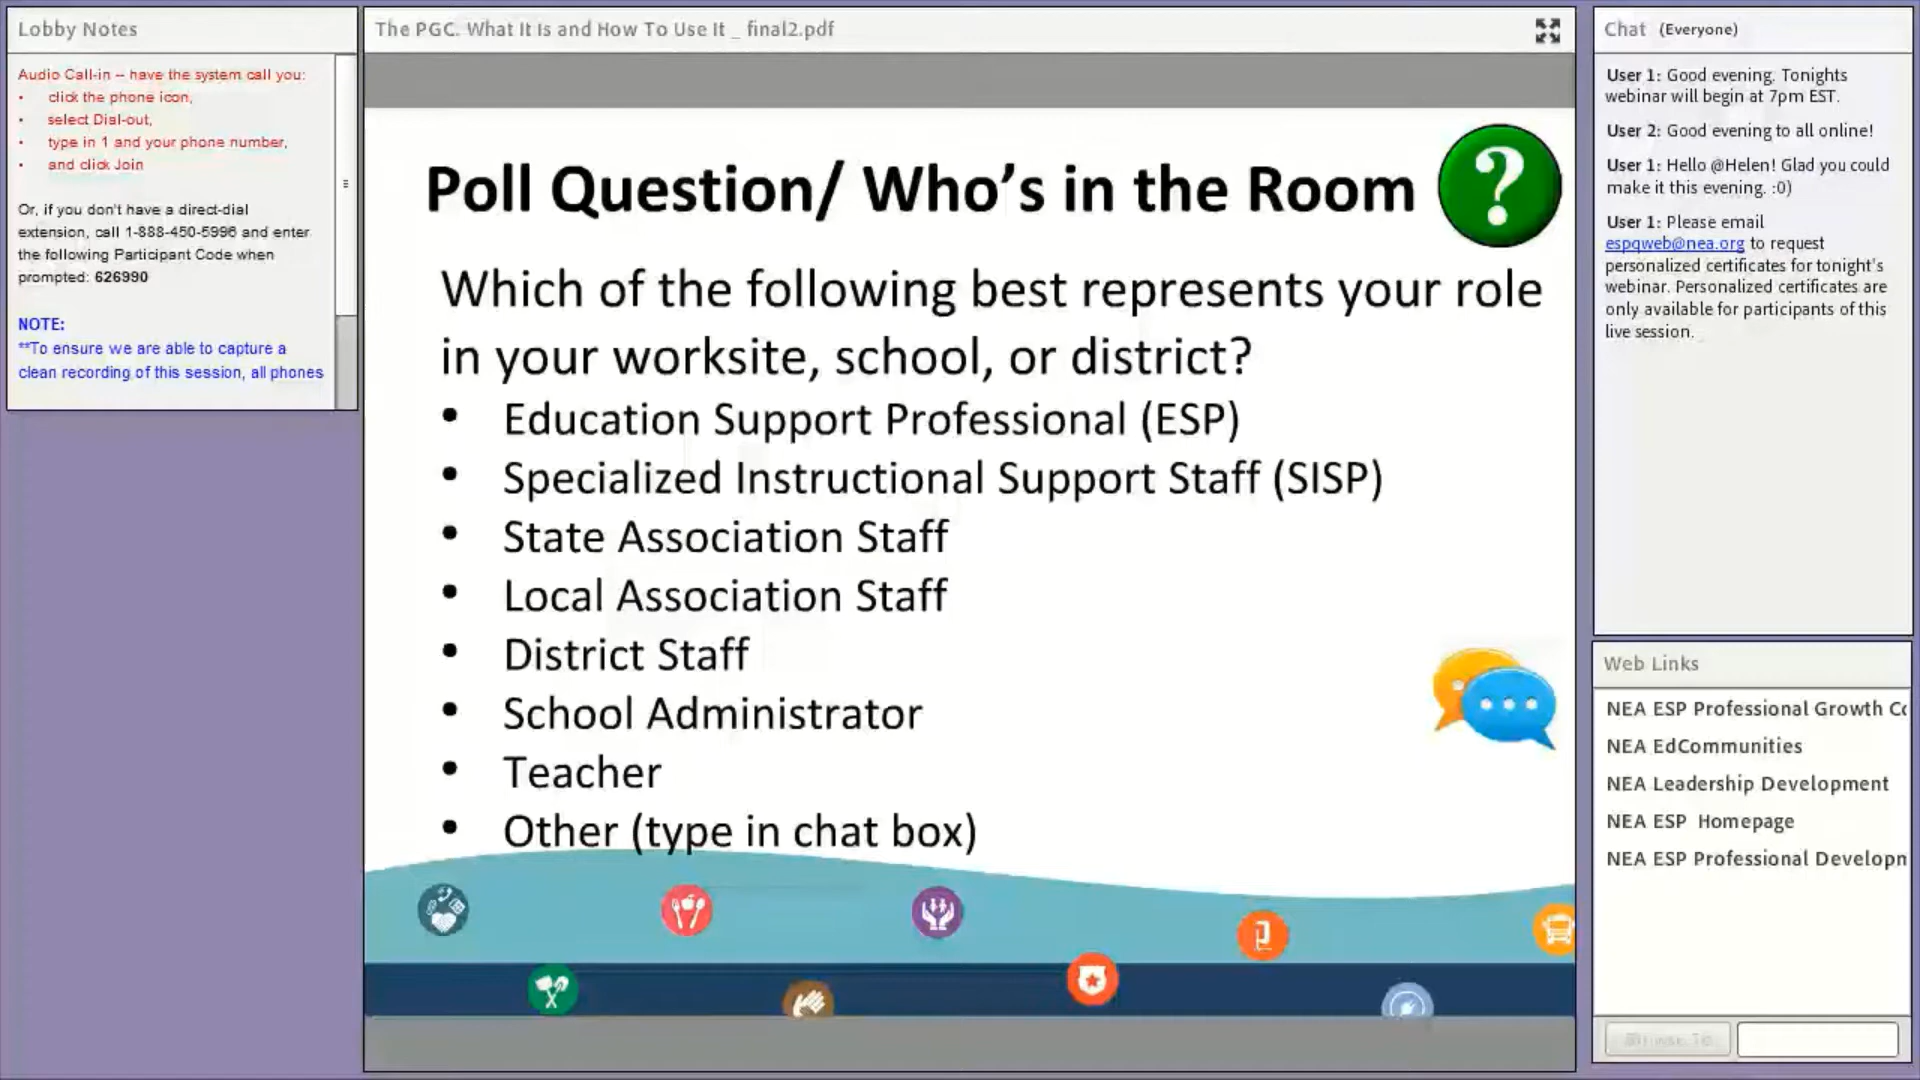 Lobby Notes
Audio Call-in -- have the system call you:
• click the phone icon,
• select Dial-out,
• type in 1 and your phone number,
• and click Join
Or, if you don't have a direct-dial
extension, call 1-888-450-5996 and enter
the following Participant Code when
prompted: 626990
NOTE:
**To ensure we are able to capture a
clean recording of this session, all phones
The PGC. What It Is and How To Use It _ final2.pdf
Poll Question/ Who's in the Room
?
Which of the following best represents your role
in your worksite, school, or district?
• Education Support Professional (ESP)
• Specialized Instructional Support Staff (SISP)
• State Association Staff
• Local Association Staff
• District Staff
• School Administrator
• Teacher
• Other (type in chat box)
Chat (Everyone)
User 1: Good evening. Tonights
webinar will begin at 7pm EST.
User 2: Good evening to all online!
User 1: Hello @Helen! Glad you could
make it this evening. :0)
User 1: Please email
espqweb@nea.org to request
personalized certificates for tonight's
webinar. Personalized certificates are
only available for participants of this
live session.
Web Links
NEA ESP Professional Growth Co
NEA EdCommunities
NEA Leadership Development
NEA ESP Homepage
NEA ESP Professional Developm
Browse To